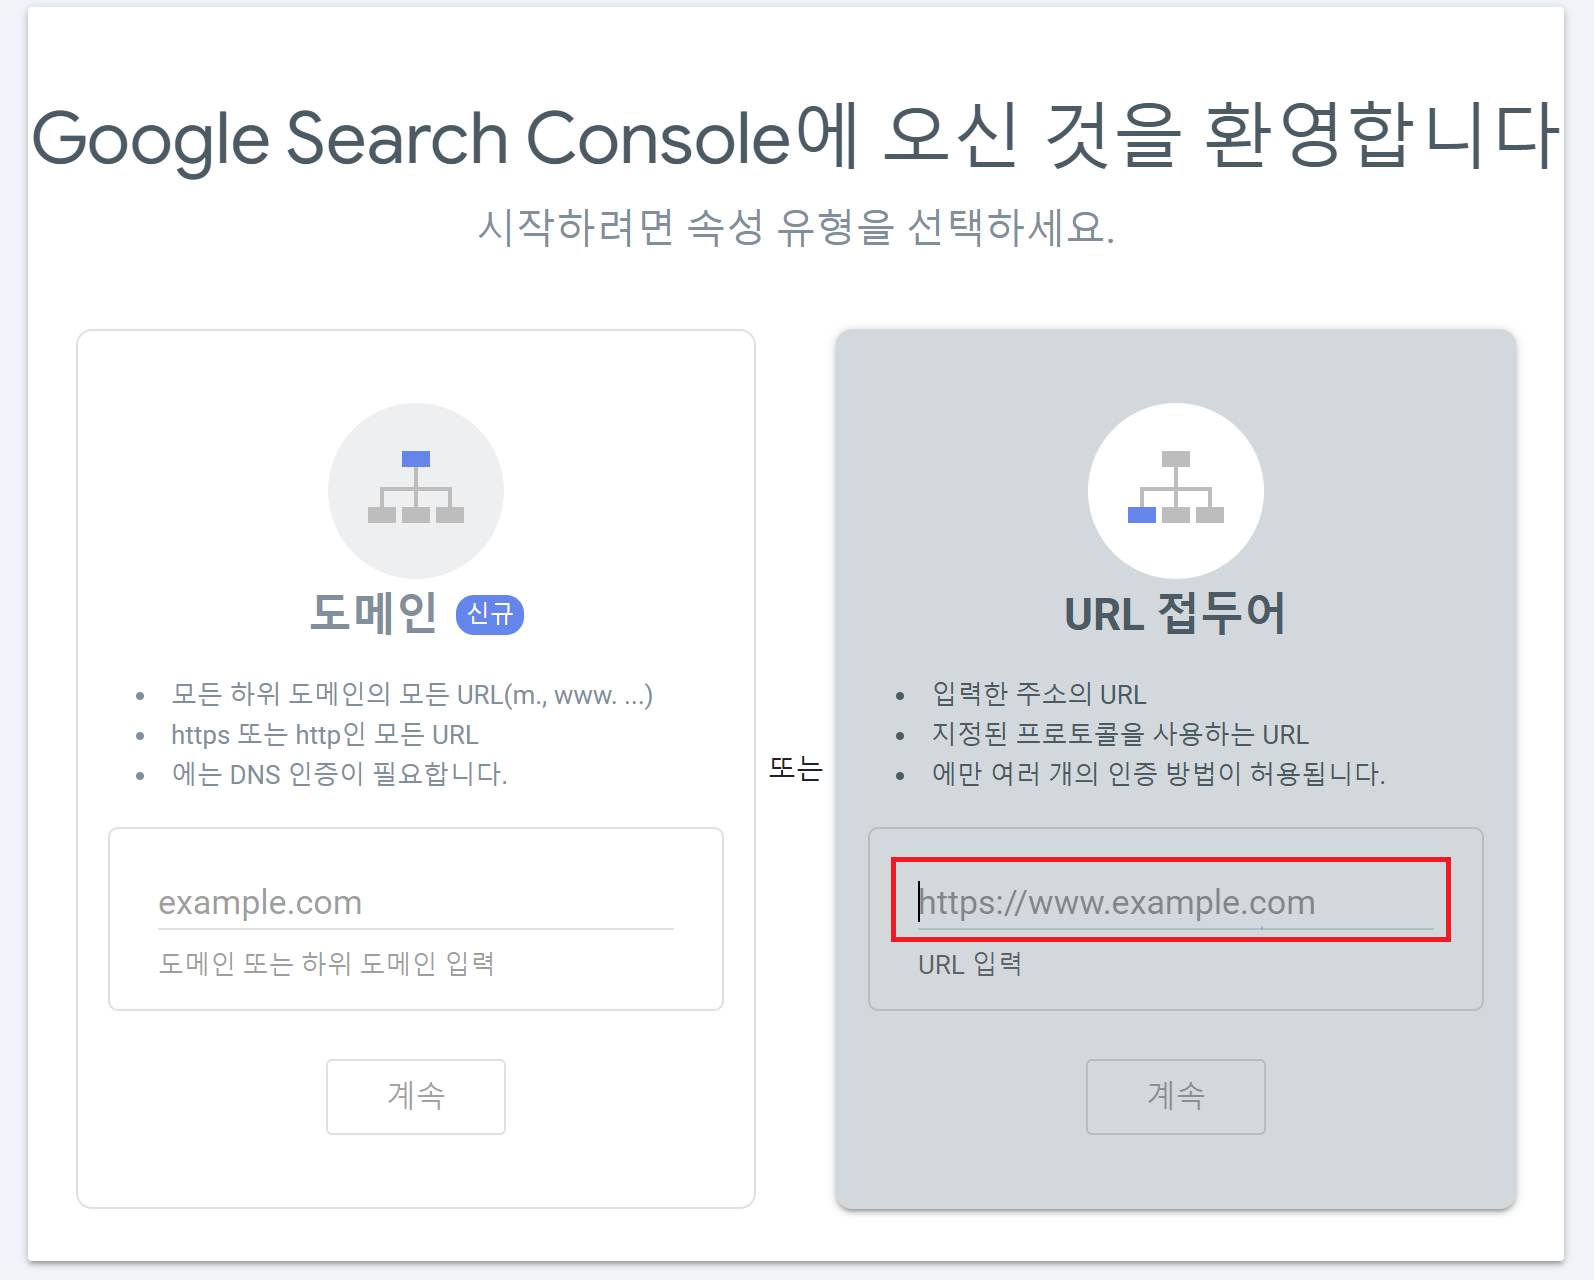 Google Search Console에 오신 것을 환영합니다
시작하려면 속성 유형을 선택하세요.
도메인 신규
모든 하위 도메인의 모든 URL(m., www. ...)
https 또는 http인 모든 URL
에는 DNS 인증이 필요합니다.
example.com
도메인 또는 하위 도메인 입력
계속
또는
URL 접두어
입력한 주소의 URL
지정된 프로토콜을 사용하는 URL
에만 여러 개의 인증 방법이 허용됩니다.
https://www.example.com
URL 입력
계속